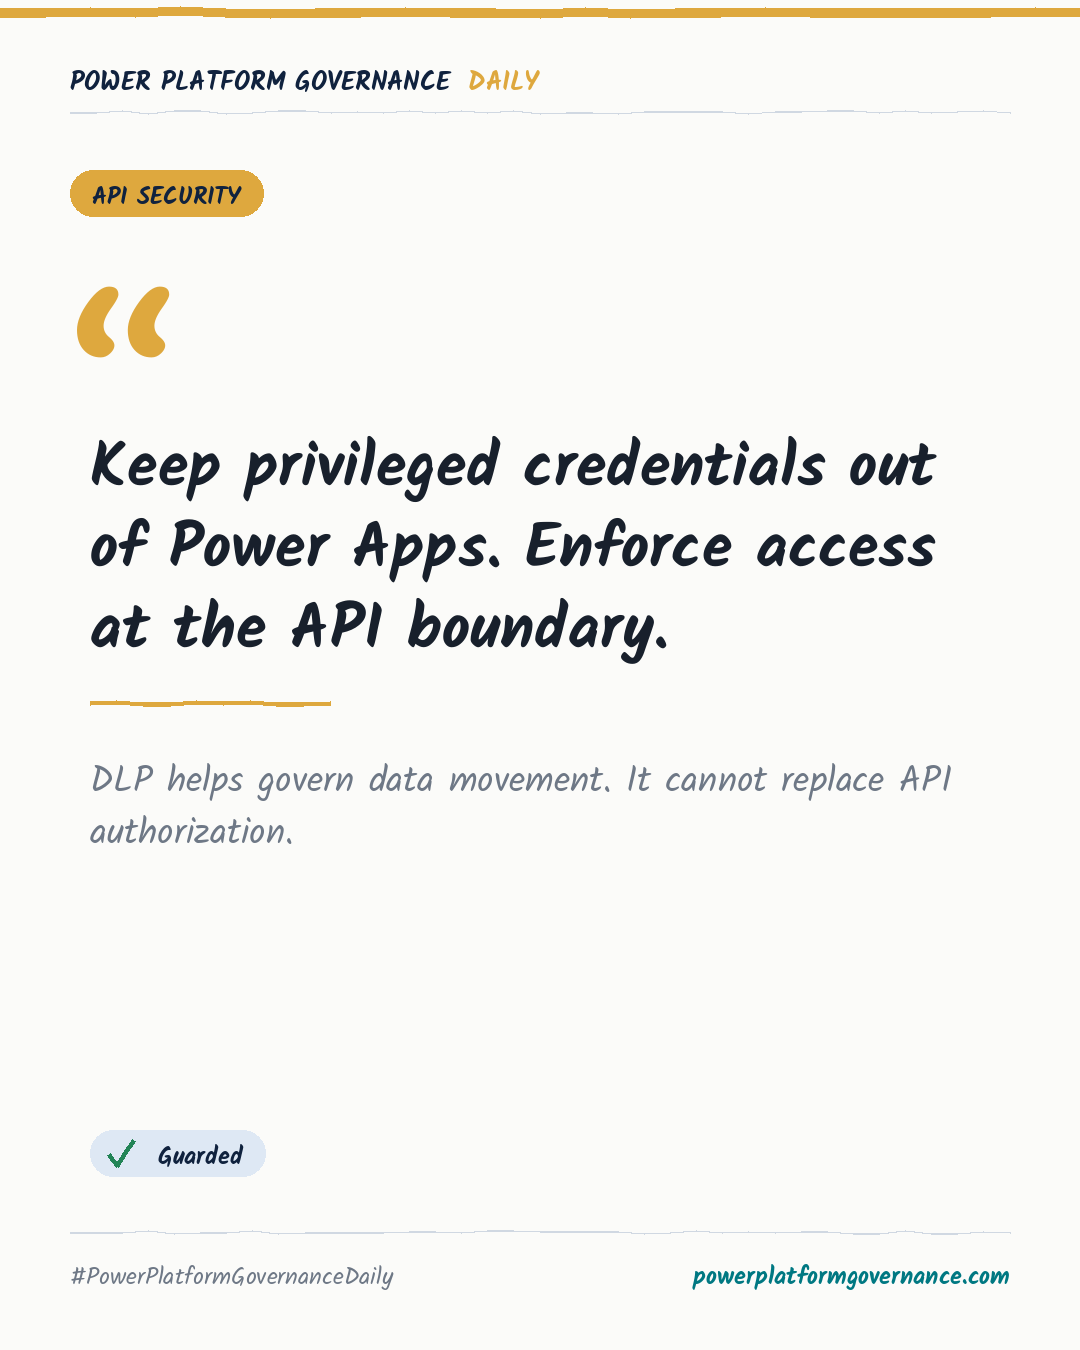 POWER PLATFORM GOVERNANCE DAILY
API SECURITY
“
Keep privileged credentials out
of Power Apps. Enforce access
at the API boundary.
DLP helps govern data movement. It cannot replace API
authorization.
Guarded
#PowerPlatformGovernanceDaily
powerplatformgovernance.com